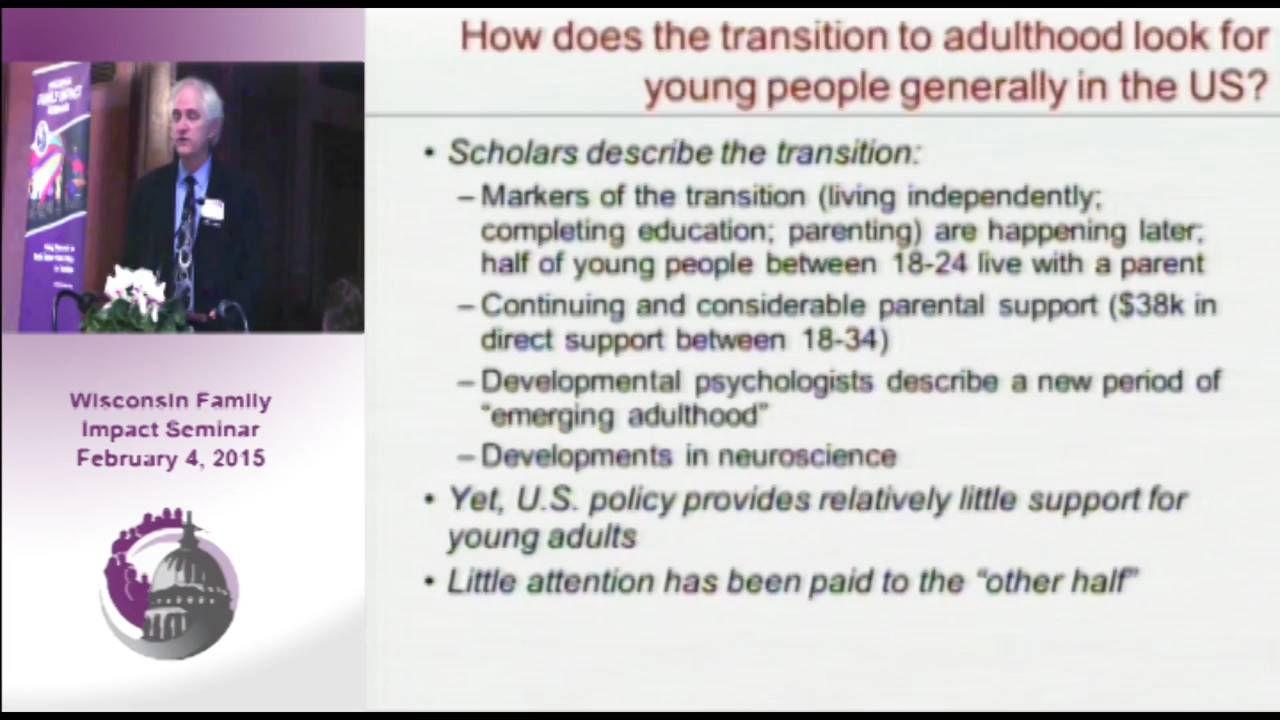 How does the transition to adulthood look for
young people generally in the US?
• Scholars describe the transition:
– Markers of the transition (living independently;
completing education; parenting) are happening later;
half of young people between 18-24 live with a parent
– Continuing and considerable parental support ($38k in
direct support between 18-34)
– Developmental psychologists describe a new period of
“emerging adulthood”
– Developments in neuroscience
• Yet, U.S. policy provides relatively little support for
young adults
• Little attention has been paid to the “other half”
FAMILY IMPACT
Wisconsin Family
Impact Seminar
February 4, 2015